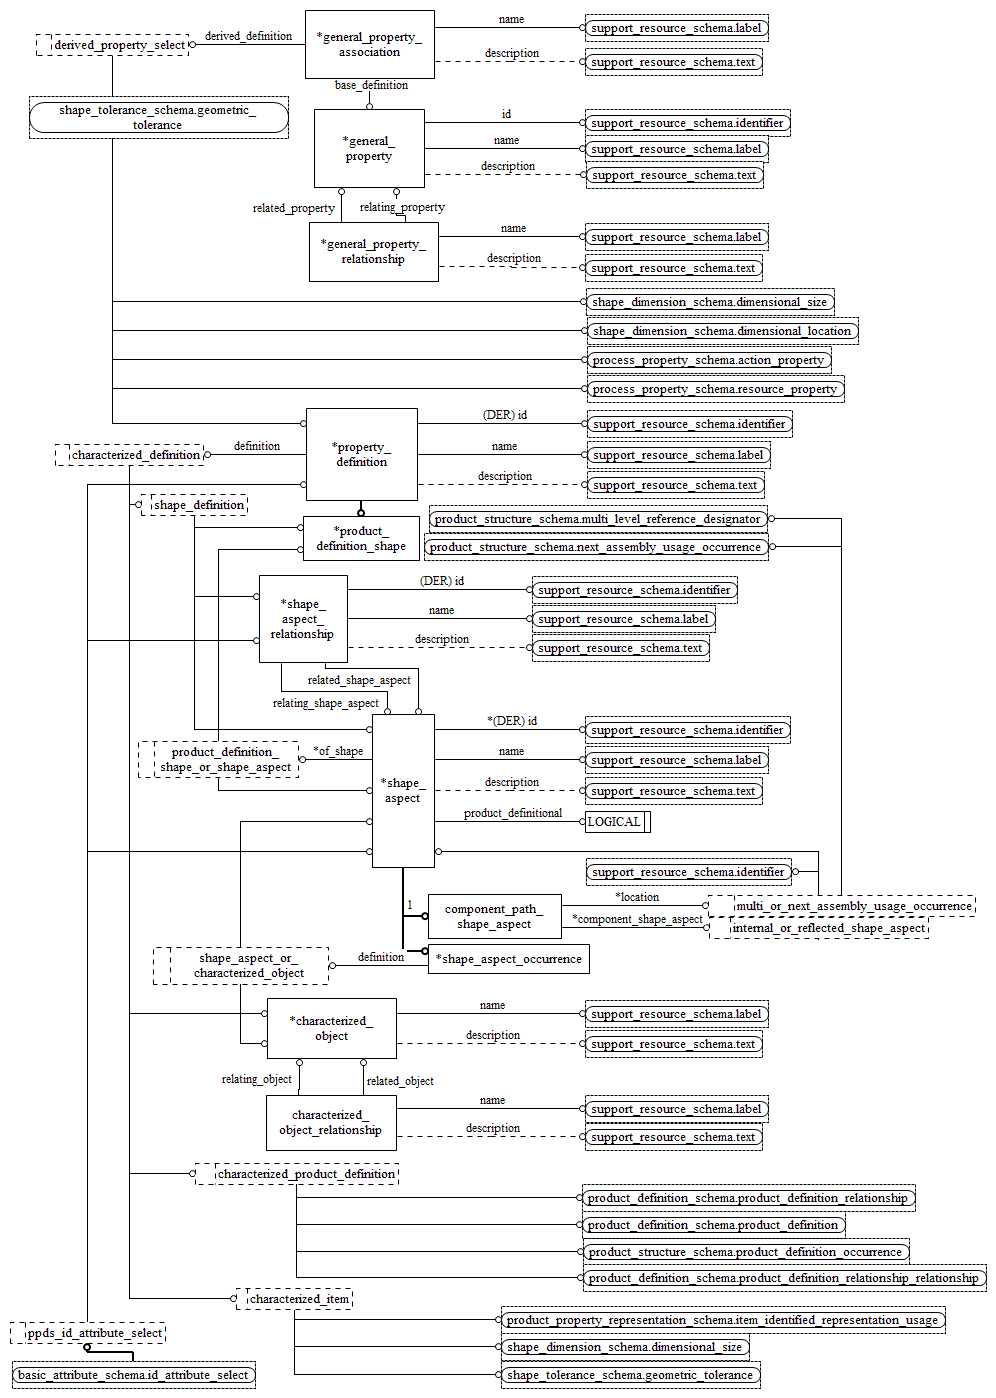 name
support_resource_schema.label
derived_definition
derived_property_select
*general_property_
association
description
support_resource_schema.text
base_definition
shape_tolerance_schema.geometric_
tolerance
id
support_resource_schema.identifier
*general_
property
name
support_resource_schema.label
description
support_resource_schema.text
related_property
relating_property
name
support_resource_schema.label
*general_property_
relationship
description
support_resource_schema.text
shape_dimension_schema.dimensional_size
shape_dimension_schema.dimensional_location
process_property_schema.action_property
process_property_schema.resource_property
(DER) id
support_resource_schema.identifier
*property_
definition
definition
characterized_definition
name
support_resource_schema.label
description
support_resource_schema.text
shape_definition
*product_
definition_shape
product_structure_schema.multi_level_reference_designator
product_structure_schema.next_assembly_usage_occurrence
(DER) id
support_resource_schema.identifier
*shape_
aspect_
relationship
name
support_resource_schema.label
description
support_resource_schema.text
related_shape_aspect
relating_shape_aspect
*(DER) id
support_resource_schema.identifier
product_definition_
shape_or_shape_aspect
*of_shape
name
support_resource_schema.label
*shape_
aspect
description
support_resource_schema.text
product_definitional
LOGICAL
support_resource_schema.identifier
1
component_path_
shape_aspect
*location
multi_or_next_assembly_usage_occurrence
*component_shape_aspect
internal_or_reflected_shape_aspect
shape_aspect_or_
characterized_object
definition
*shape_aspect_occurrence
*characterized_
object
name
support_resource_schema.label
description
support_resource_schema.text
relating_object
related_object
characterized_
object_relationship
name
support_resource_schema.label
description
support_resource_schema.text
characterized_product_definition
product_definition_schema.product_definition_relationship
product_definition_schema.product_definition
product_structure_schema.product_definition_occurrence
product_definition_schema.product_definition_relationship_relationship
characterized_item
product_property_representation_schema.item_identified_representation_usage
ppds_id_attribute_select
shape_dimension_schema.dimensional_size
basic_attribute_schema.id_attribute_select
shape_tolerance_schema.geometric_tolerance